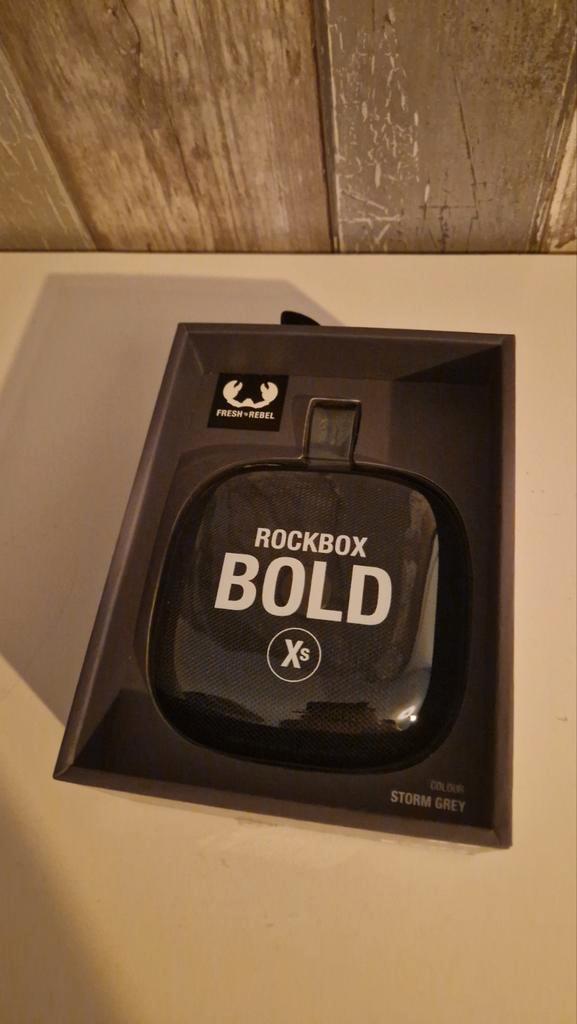 FRESH 'N REBEL
ROCKBOX
BOLD
Xs
COLOUR
STORM GREY